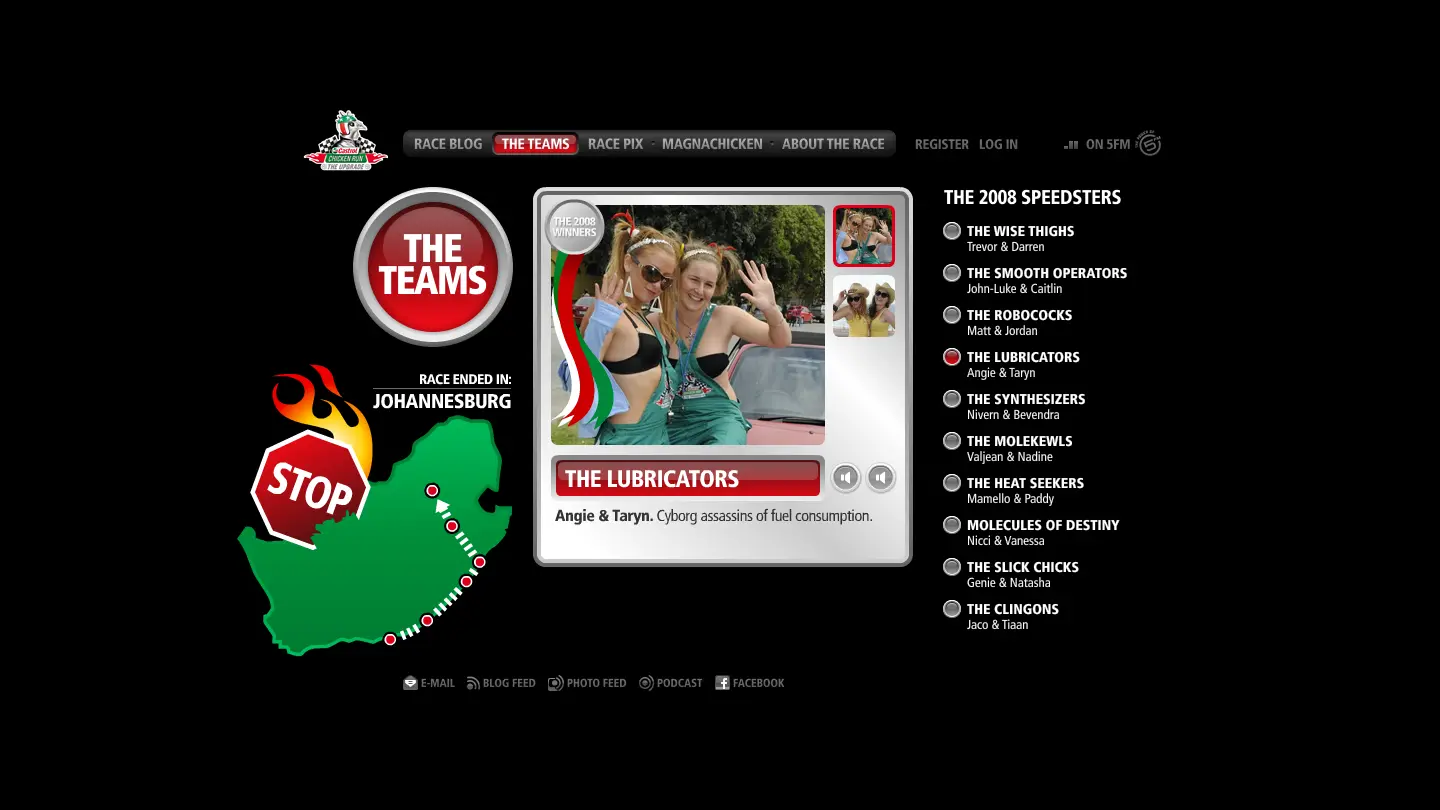 Castrol
CHICKEN RUN
THE UPGRADE
RACE BLOG
THE TEAMS
RACE PIX
MAGNACHICKEN
ABOUT THE RACE
REGISTER
LOG IN
ON 5FM
THE
TEAMS
RACE ENDED IN:
JOHANNESBURG
STOP
THE 2008
WINNERS
THE LUBRICATORS
Angie & Taryn. Cyborg assassins of fuel consumption.
THE 2008 SPEEDSTERS
THE WISE THIGHS
Trevor & Darren
THE SMOOTH OPERATORS
John-Luke & Caitlin
THE ROBOCOCKS
Matt & Jordan
THE LUBRICATORS
Angie & Taryn
THE SYNTHESIZERS
Nivern & Bevendra
THE MOLEKEWLS
Valjean & Nadine
THE HEAT SEEKERS
Mamello & Paddy
MOLECULES OF DESTINY
Nicci & Vanessa
THE SLICK CHICKS
Genie & Natasha
THE CLINGONS
Jaco & Tiaan
E-MAIL
BLOG FEED
PHOTO FEED
PODCAST
FACEBOOK